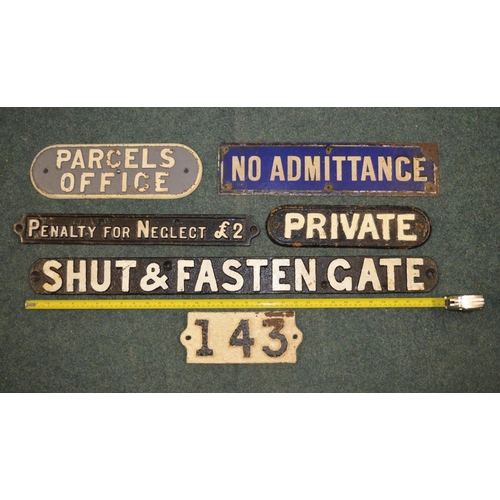 PARCELS
OFFICE
NO ADMITTANCE
PENALTY FOR NEGLECT £2
PRIVATE
SHUT & FASTEN GATE
143